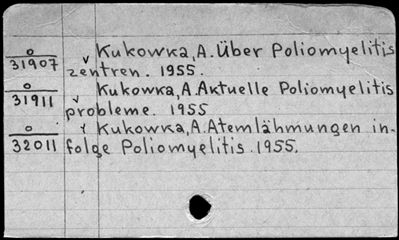 o Kukowka, A. Über Poliomyelitis
31907 zentren. 1955.
o Kukowka, A. Aktuelle Poliomyelitis
31911 probleme. 1955
o Kukowka, A. Atemlähmungen in-
32011 folge Poliomyelitis 1955.